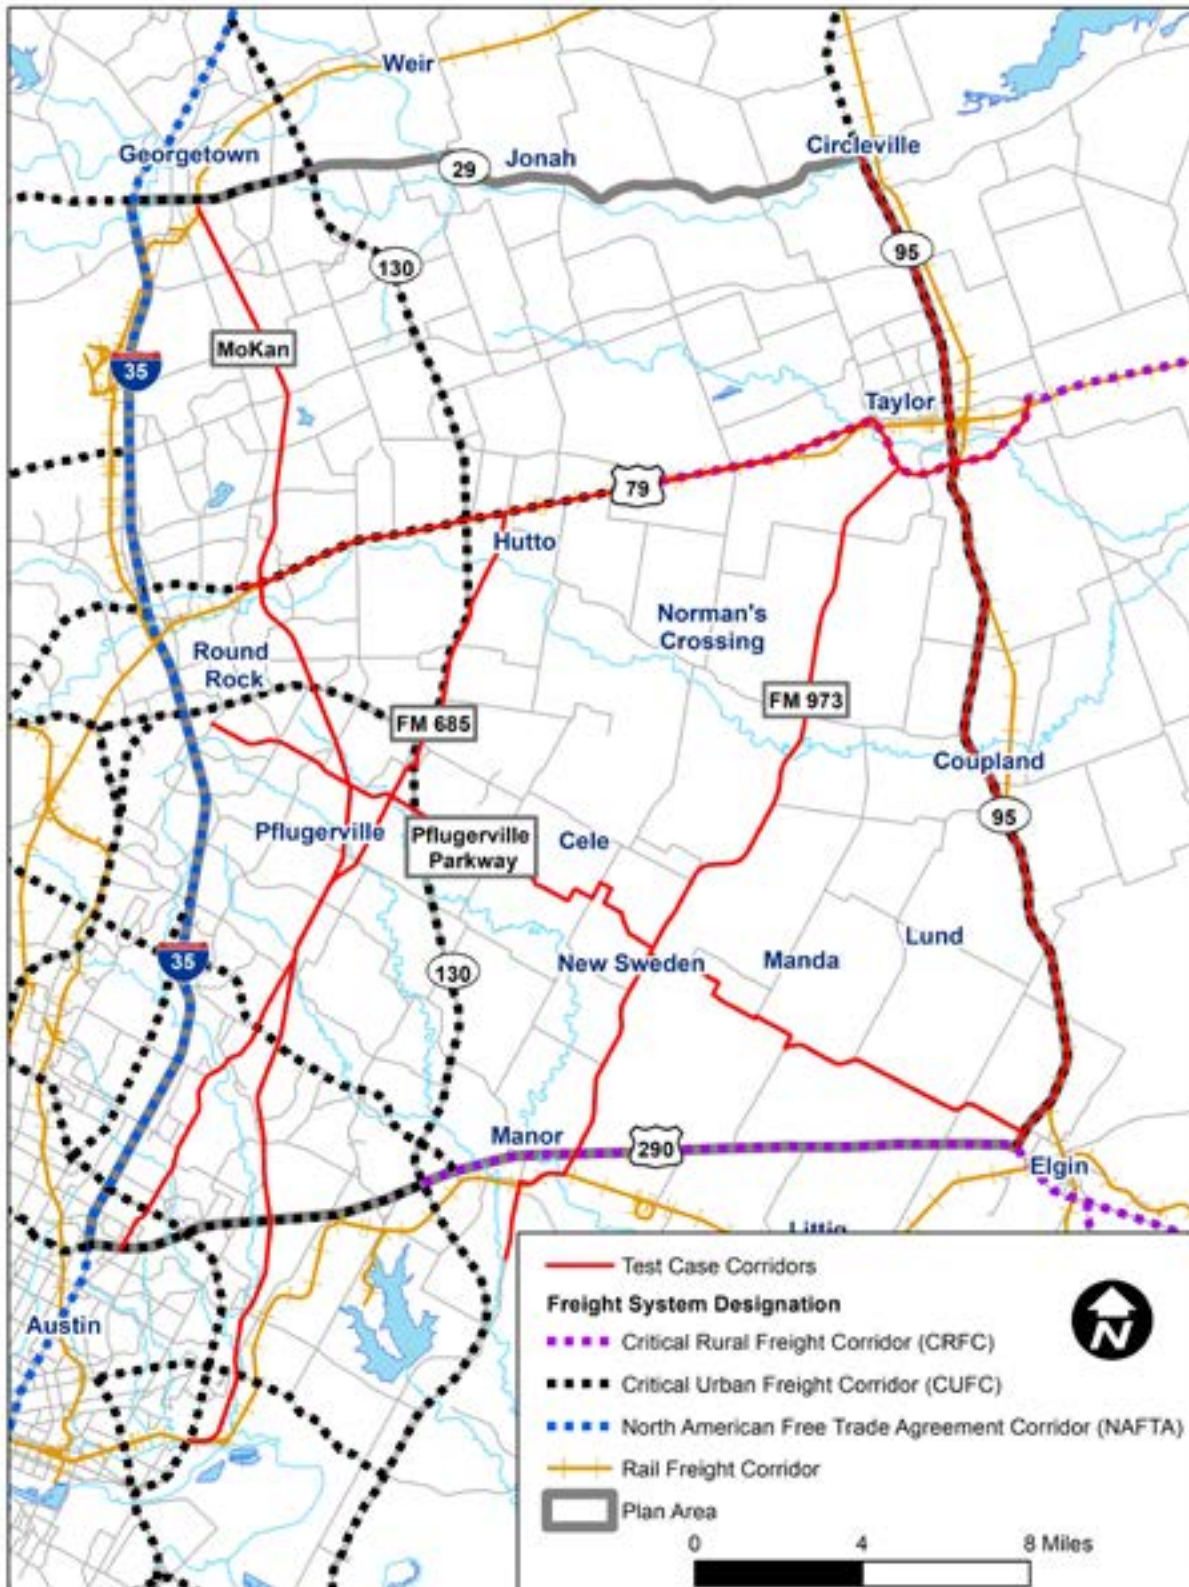 Weir
Georgetown
29
Jonah
Circleville
130
95
MoKan
35
Taylor
79
Hutto
Norman's
Crossing
Round
Rock
FM 685
FM 973
Coupland
95
Pflugerville
Pflugerville
Parkway
Cele
Lund
35
130
New Sweden
Manda
Manor
290
Elgin
Austin
Test Case Corridors
Freight System Designation
Critical Rural Freight Corridor (CRFC)
Critical Urban Freight Corridor (CUFC)
North American Free Trade Agreement Corridor (NAFTA)
Rail Freight Corridor
Plan Area
N
0 4 8 Miles